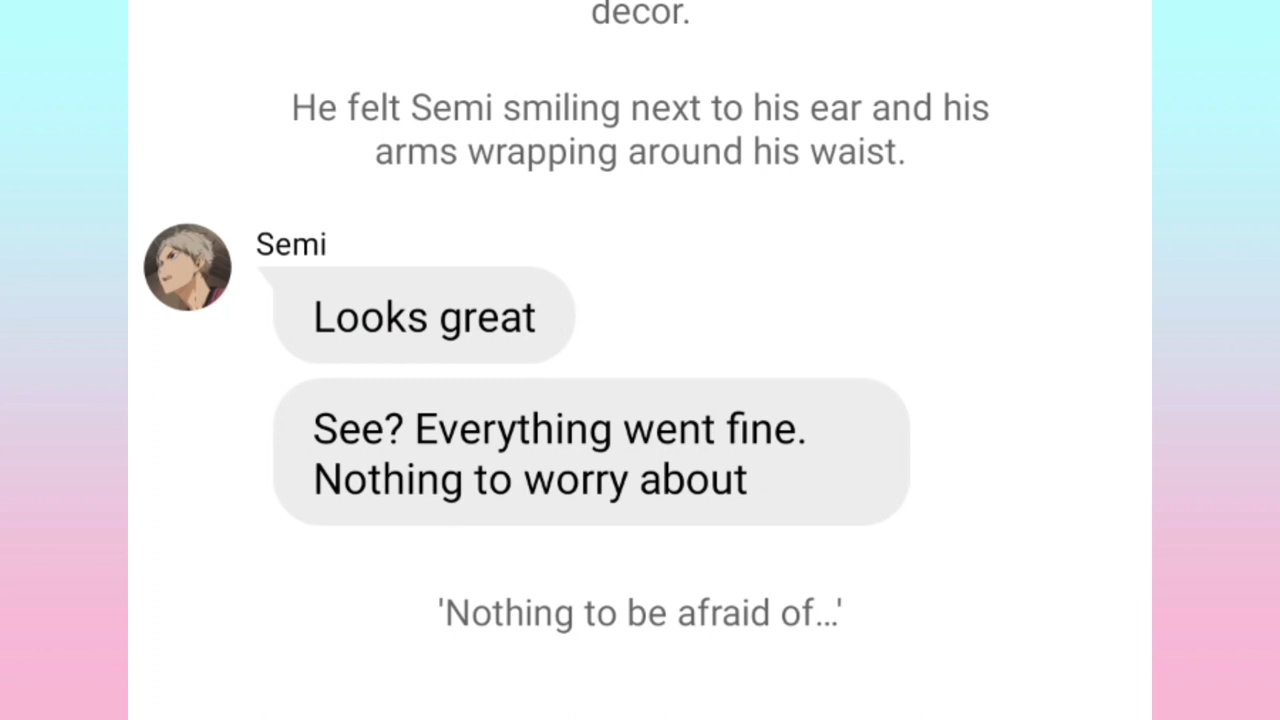 decor.
He felt Semi smiling next to his ear and his
arms wrapping around his waist.
Semi
Looks great
See? Everything went fine.
Nothing to worry about
'Nothing to be afraid of...'